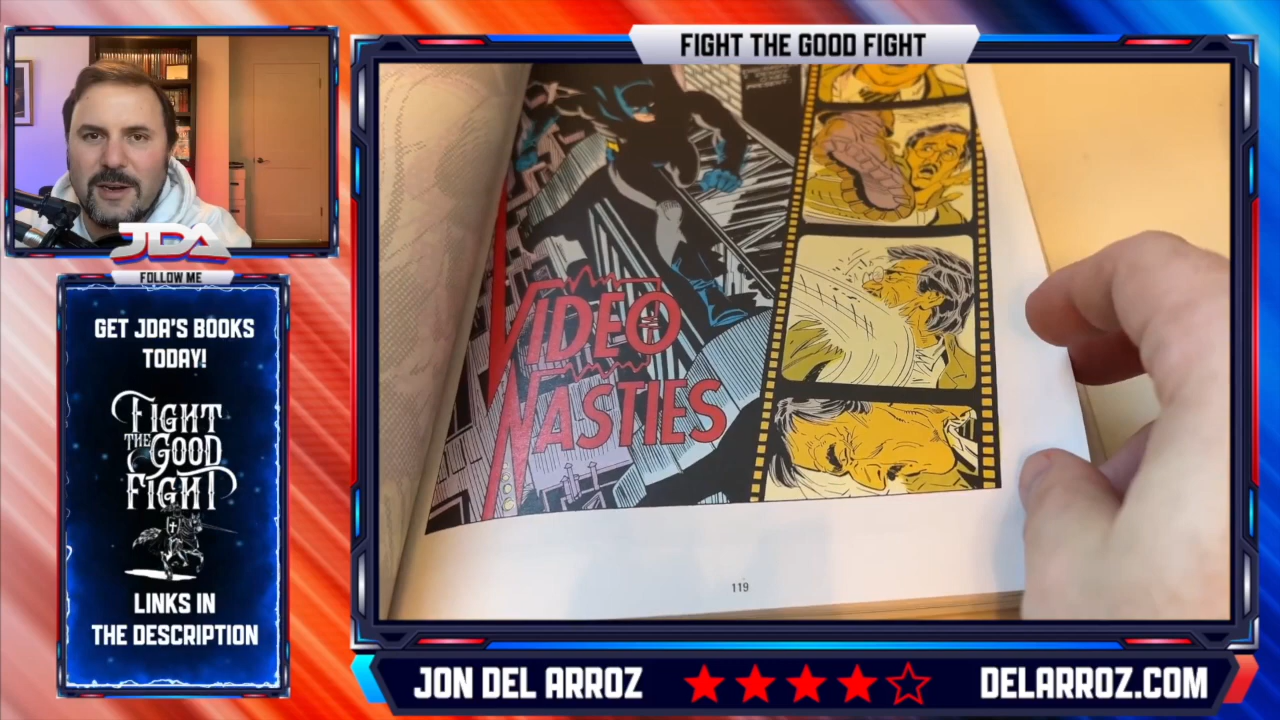 FIGHT THE GOOD FIGHT
JDA
FOLLOW ME
GET JDA'S BOOKS
TODAY!
FIGHT
THE GOOD
FIGHT
LINKS IN
THE DESCRIPTION
VIDEO
NASTIES
119
JON DEL ARROZ
DELARROZ.COM